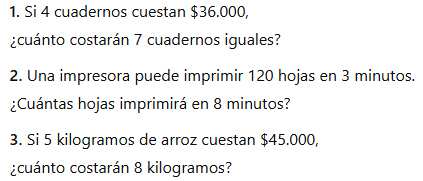 1. Si 4 cuadernos cuestan $36.000,
¿cuánto costarán 7 cuadernos iguales?
2. Una impresora puede imprimir 120 hojas en 3 minutos.
¿Cuántas hojas imprimirá en 8 minutos?
3. Si 5 kilogramos de arroz cuestan $45.000,
¿cuánto costarán 8 kilogramos?